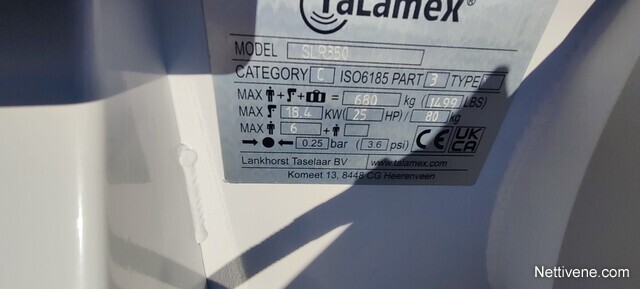 TaLamex®
MODEL SLR350
CATEGORY C ISO6185 PART 3 TYPE
MAX + + = 680 kg (1499 LBS)
MAX 18.4 KW(25 HP)/ 80 kg
MAX 6 +
0.25 bar (3.6 psi)
CE UK CA
Lankhorst Taselaar BV www.talamex.com
Komeet 13, 8448 CG Heerenveen
Nettivene.com